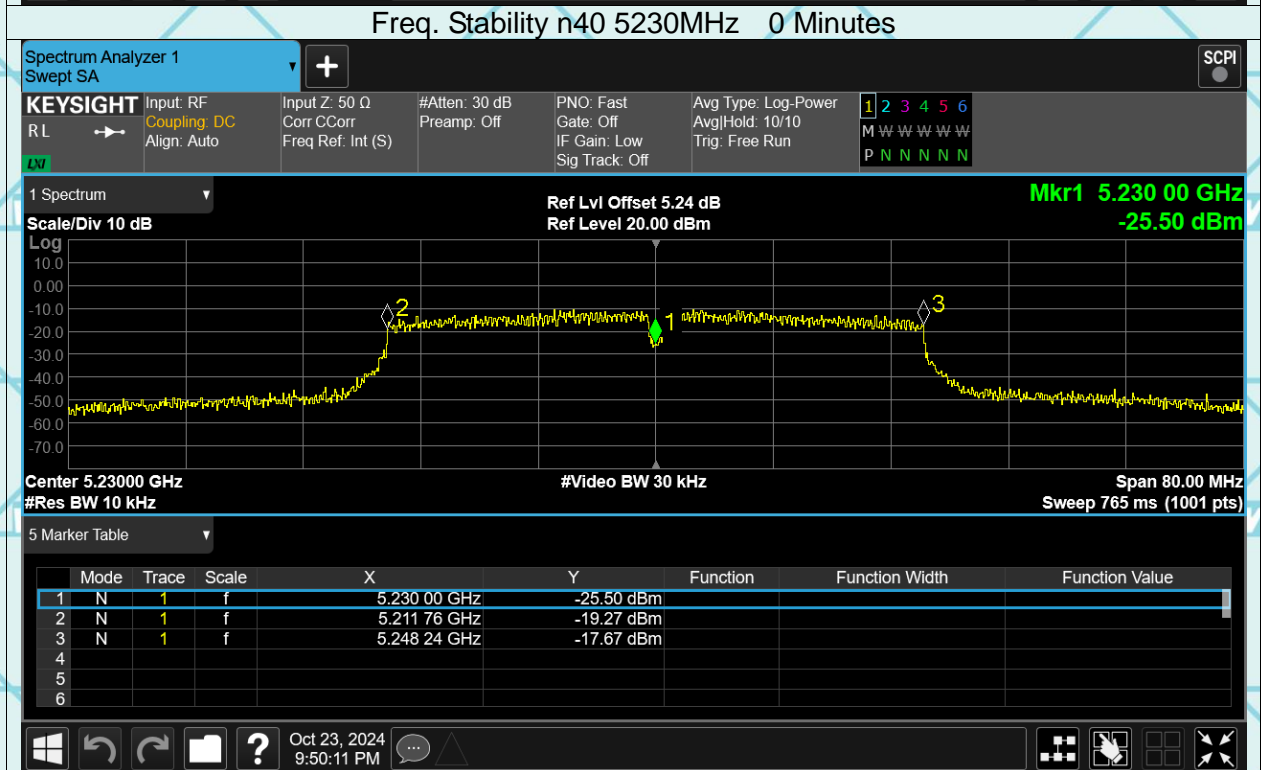 Freq. Stability n40 5230MHz 0 Minutes
Spectrum Analyzer 1
Swept SA
+
SCPI
KEYSIGHT
RL
LXI
Input: RF
Coupling: DC
Align: Auto
Input Z: 50 Ω
Corr CCorr
Freq Ref: Int (S)
#Atten: 30 dB
Preamp: Off
PNO: Fast
Gate: Off
IF Gain: Low
Sig Track: Off
Avg Type: Log-Power
Avg|Hold: 10/10
Trig: Free Run
1 2 3 4 5 6
M W W W W W
P N N N N N
1 Spectrum
Scale/Div 10 dB
Ref Lvl Offset 5.24 dB
Ref Level 20.00 dBm
Mkr1 5.230 00 GHz
-25.50 dBm
Log
10.0
0.00
-10.0
-20.0
-30.0
-40.0
-50.0
-60.0
-70.0
2
1
3
Center 5.23000 GHz
#Res BW 10 kHz
#Video BW 30 kHz
Span 80.00 MHz
Sweep 765 ms (1001 pts)
5 Marker Table
Mode Trace Scale X Y Function Function Width Function Value
1 N 1 f 5.230 00 GHz -25.50 dBm
2 N 1 f 5.211 76 GHz -19.27 dBm
3 N 1 f 5.248 24 GHz -17.67 dBm
4
5
6
?
Oct 23, 2024
9:50:11 PM